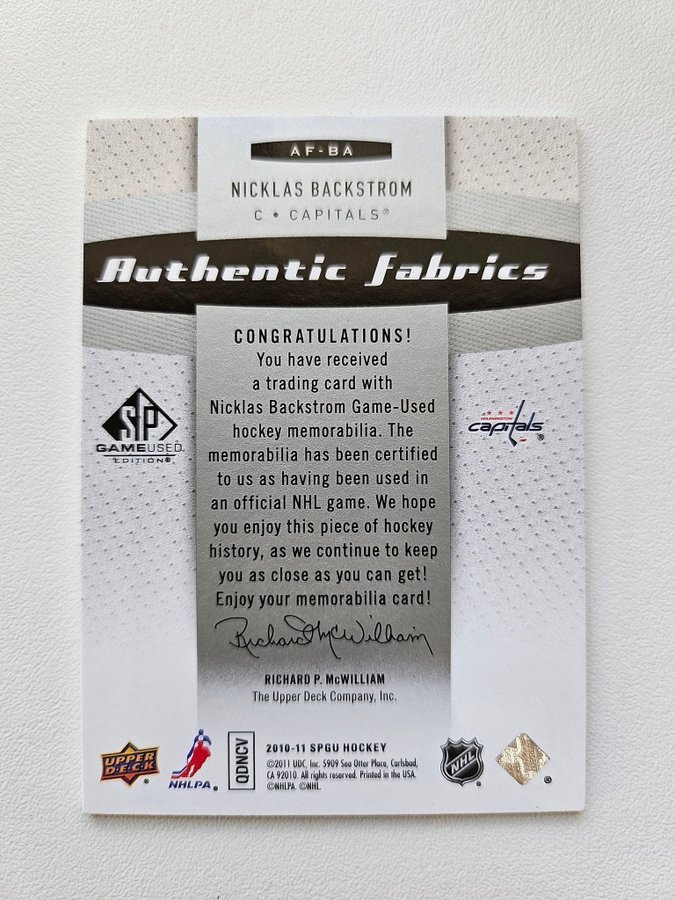 AF-BA
NICKLAS BACKSTROM
C • CAPITALS®
Authentic Fabrics
CONGRATULATIONS!
You have received
a trading card with
Nicklas Backstrom Game-Used
hockey memorabilia. The
memorabilia has been certified
to us as having been used in
an official NHL game. We hope
you enjoy this piece of hockey
history, as we continue to keep
you as close as you can get!
Enjoy your memorabilia card!
SP
GAMEUSED
EDITION®
WASHINGTON
capitals®
Richard McWilliam
RICHARD P. McWILLIAM
The Upper Deck Company, Inc.
UPPER
DECK®
NHLPA®
QDNCV
2010-11 SPGU HOCKEY
©2011 UDC, Inc. 5909 Sea Otter Place, Carlsbad,
CA 92010. All rights reserved. Printed in the USA.
©NHLPA. ©NHL.
NHL
®